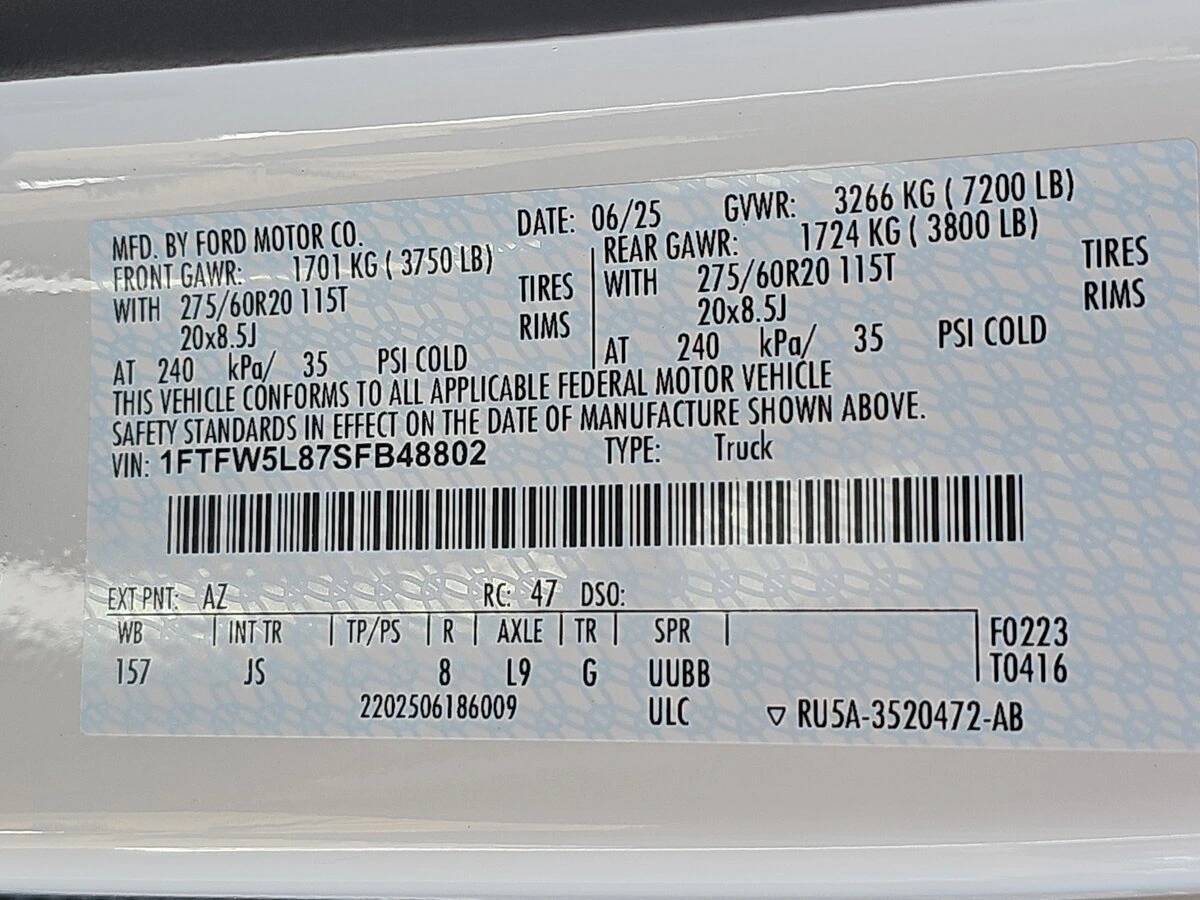 MFD. BY FORD MOTOR CO. DATE: 06/25 GVWR: 3266 KG ( 7200 LB)
FRONT GAWR: 1701 KG ( 3750 LB) REAR GAWR: 1724 KG ( 3800 LB)
WITH 275/60R20 115T TIRES WITH 275/60R20 115T TIRES
20x8.5J RIMS 20x8.5J RIMS
AT 240 kPa/ 35 PSI COLD AT 240 kPa/ 35 PSI COLD
THIS VEHICLE CONFORMS TO ALL APPLICABLE FEDERAL MOTOR VEHICLE
SAFETY STANDARDS IN EFFECT ON THE DATE OF MANUFACTURE SHOWN ABOVE.
VIN: 1FTFW5L87SFB48802 TYPE: Truck
EXT PNT: AZ RC: 47 DSO:
WB INT TR TP/PS R AXLE TR SPR F0223
157 JS 8 L9 G UUBB T0416
2202506186009 ULC ▽ RU5A-3520472-AB